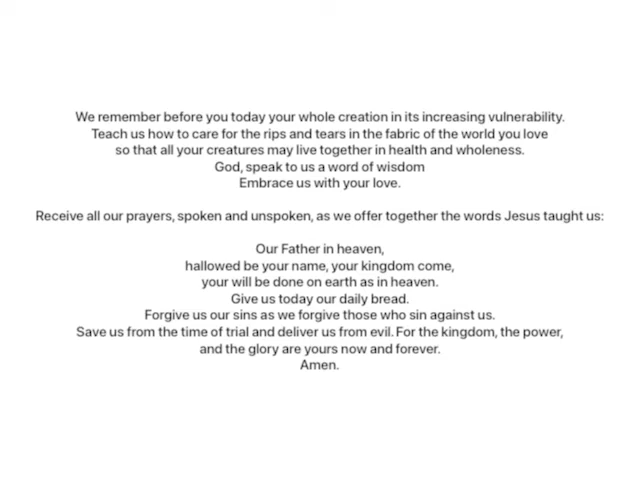 We remember before you today your whole creation in its increasing vulnerability.
Teach us how to care for the rips and tears in the fabric of the world you love
so that all your creatures may live together in health and wholeness.
God, speak to us a word of wisdom
Embrace us with your love.
Receive all our prayers, spoken and unspoken, as we offer together the words Jesus taught us:
Our Father in heaven,
hallowed be your name, your kingdom come,
your will be done on earth as in heaven.
Give us today our daily bread.
Forgive us our sins as we forgive those who sin against us.
Save us from the time of trial and deliver us from evil. For the kingdom, the power,
and the glory are yours now and forever.
Amen.